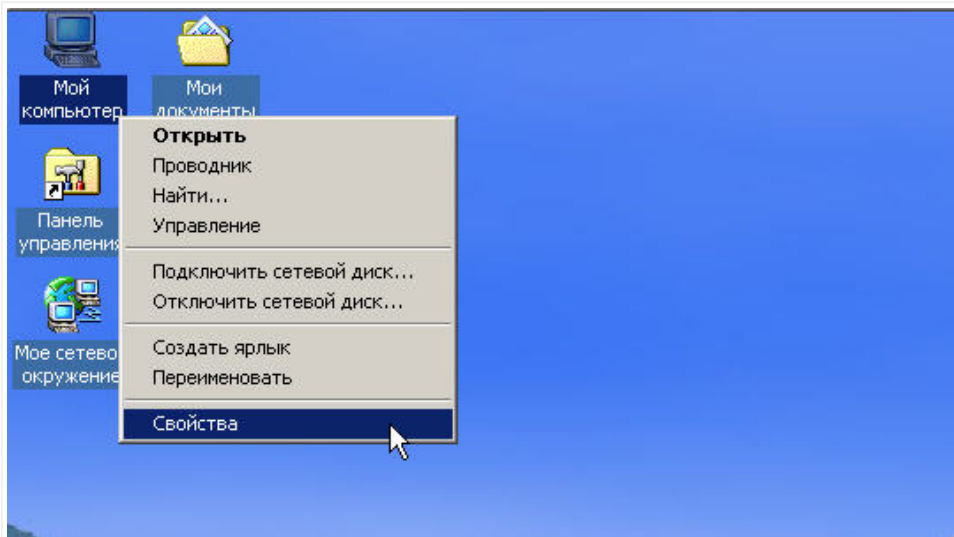 Мой
компьютер
Мои
документы
Открыть
Проводник
Найти...
Управление
Подключить сетевой диск...
Отключить сетевой диск...
Создать ярлык
Переименовать
Свойства
Панель
управления
Мое сетево
окружение